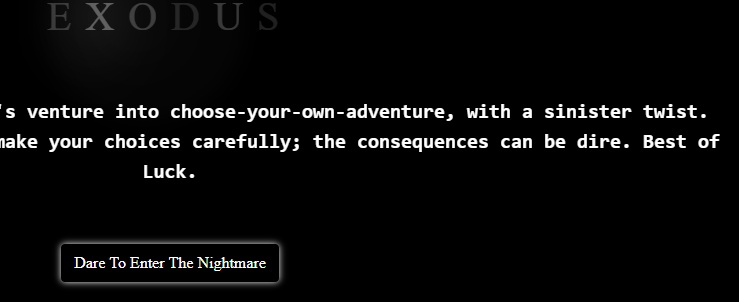 EXODUS
's venture into choose-your-own-adventure, with a sinister twist.
make your choices carefully; the consequences can be dire. Best of
Luck.
Dare To Enter The Nightmare